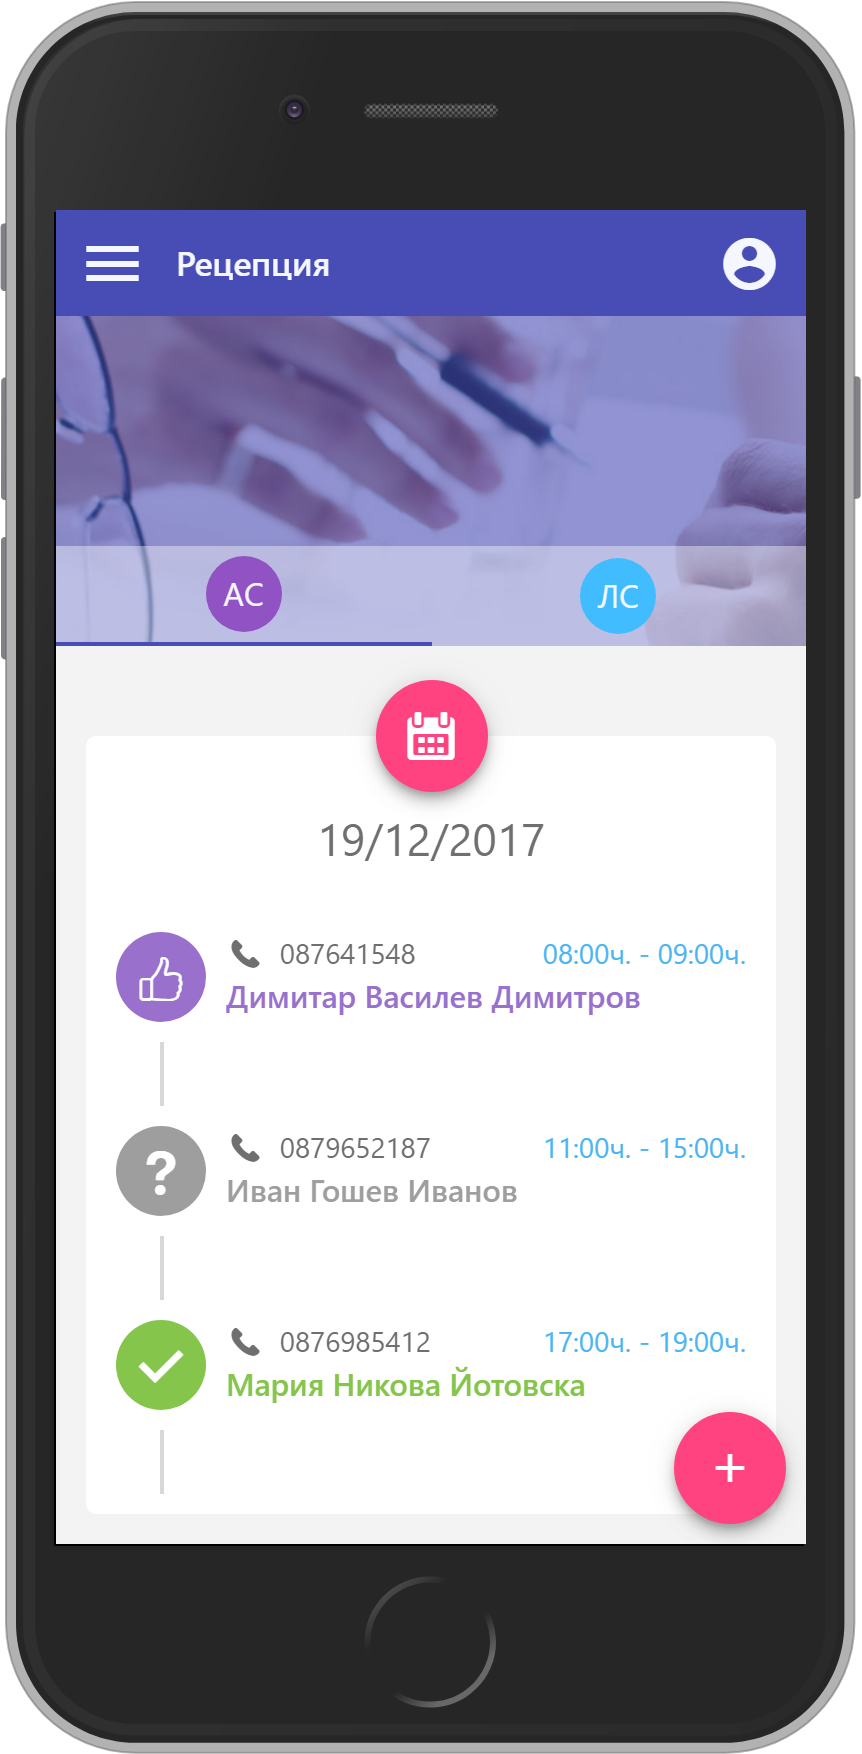 Рецепция
АС
ЛС
19/12/2017
087641548 08:00ч. - 09:00ч.
Димитар Василев Димитров
?
0879652187 11:00ч. - 15:00ч.
Иван Гошев Иванов
0876985412 17:00ч. - 19:00ч.
Мария Никова Йотовска
+